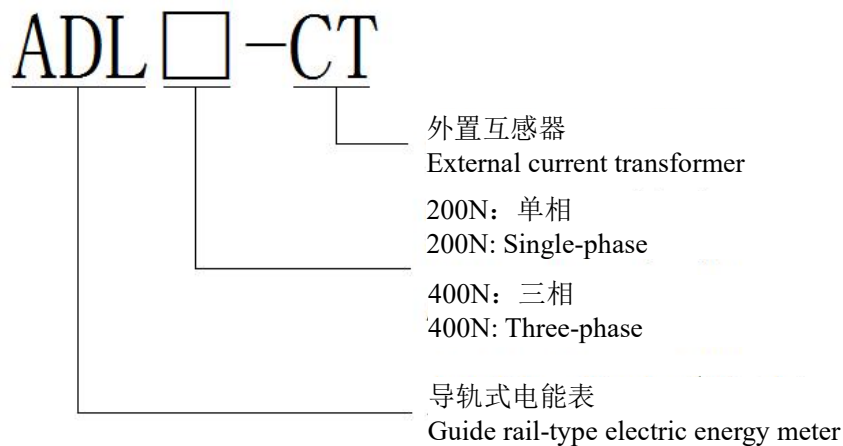 ADL□-CT
外置互感器
External current transformer
200N：单相
200N: Single-phase
400N：三相
400N: Three-phase
导轨式电能表
Guide rail-type electric energy meter